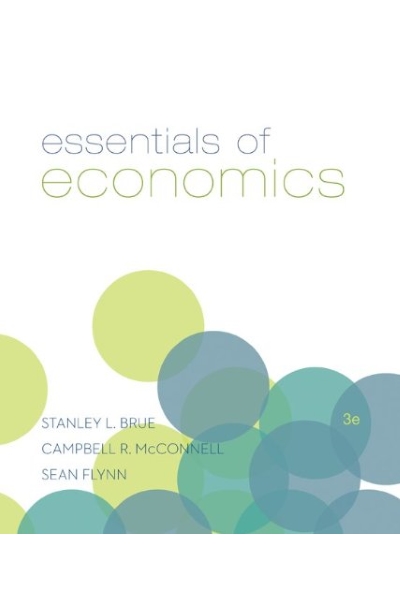 essentials of
economics
STANLEY L. BRUE
3e
CAMPBELL R. McCONNELL
SEAN FLYNN